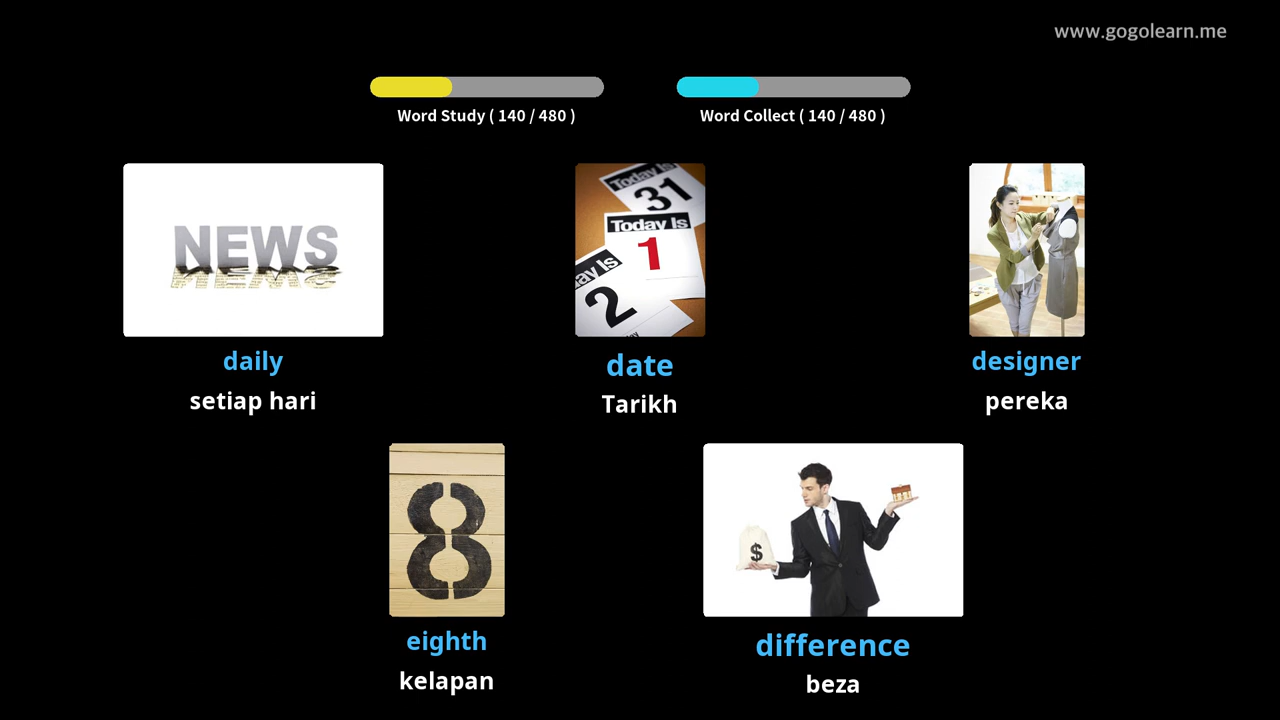 www.gogolearn.me
Word Study ( 140 / 480 )
Word Collect ( 140 / 480 )
NEWS
Today Is
31
Today Is
1
day Is
2
daily
date
designer
setiap hari
Tarikh
pereka
8
$
eighth
difference
kelapan
beza